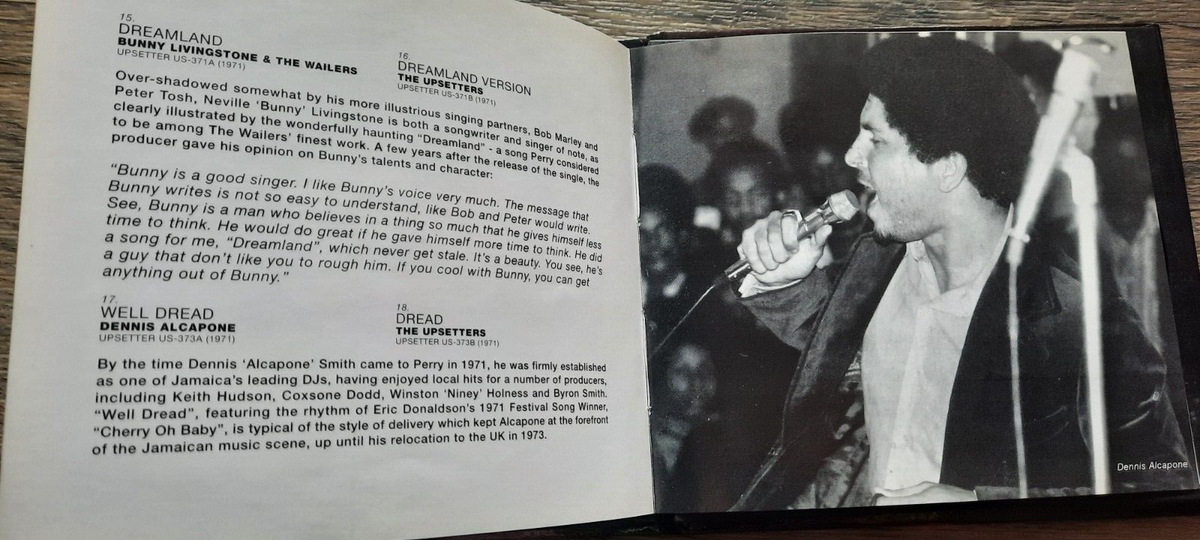 15.
DREAMLAND
BUNNY LIVINGSTONE & THE WAILERS
UPSETTER US-371A (1971)
16.
DREAMLAND VERSION
THE UPSETTERS
UPSETTER US-371B (1971)
Over-shadowed somewhat by his more illustrious singing partners, Bob Marley and
Peter Tosh, Neville ‘Bunny’ Livingstone is both a songwriter and singer of note, as
clearly illustrated by the wonderfully haunting “Dreamland” - a song Perry considered
to be among The Wailers’ finest work. A few years after the release of the single, the
producer gave his opinion on Bunny’s talents and character:
“Bunny is a good singer. I like Bunny’s voice very much. The message that
Bunny writes is not so easy to understand, like Bob and Peter would write.
See, Bunny is a man who believes in a thing so much that he gives himself less
time to think. He would do great if he gave himself more time to think. He did
a song for me, “Dreamland”, which never get stale. It’s a beauty. You see, he’s
a guy that don’t like you to rough him. If you cool with Bunny, you can get
anything out of Bunny.”
17.
WELL DREAD
DENNIS ALCAPONE
UPSETTER US-373A (1971)
18.
DREAD
THE UPSETTERS
UPSETTER US-373B (1971)
By the time Dennis ‘Alcapone’ Smith came to Perry in 1971, he was firmly established
as one of Jamaica’s leading DJs, having enjoyed local hits for a number of producers,
including Keith Hudson, Coxsone Dodd, Winston ‘Niney’ Holness and Byron Smith.
“Well Dread”, featuring the rhythm of Eric Donaldson’s 1971 Festival Song Winner,
“Cherry Oh Baby”, is typical of the style of delivery which kept Alcapone at the forefront
of the Jamaican music scene, up until his relocation to the UK in 1973.
Dennis Alcapone